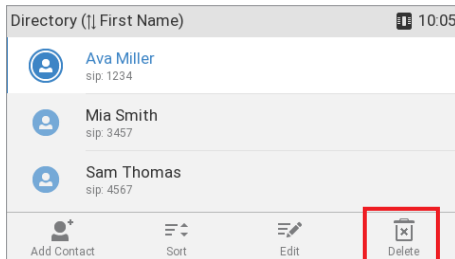 Directory (⇅ First Name) 10:05
Ava Miller
sip: 1234
Mia Smith
sip: 3457
Sam Thomas
sip: 4567
Add Contact Sort Edit Delete